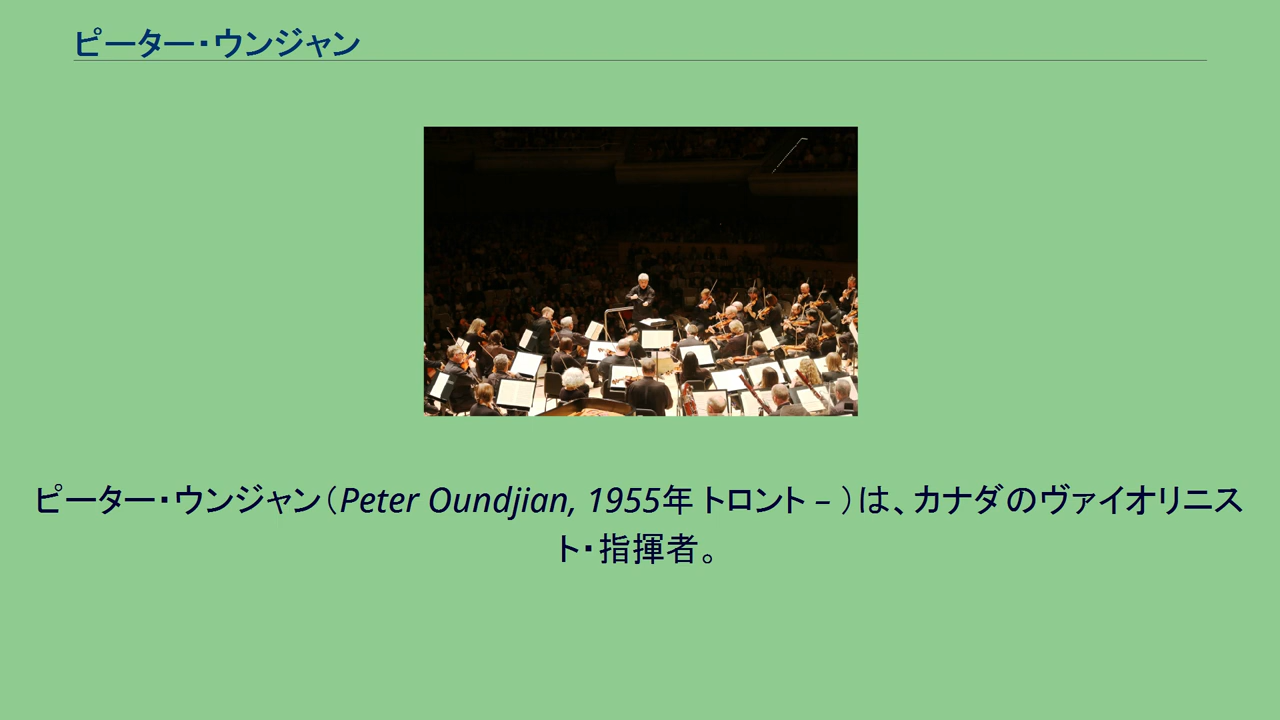 ピーター・ウンジャン
ピーター・ウンジャン（Peter Oundjian, 1955年 トロント – ）は、カナダのヴァイオリニス
ト・指揮者。